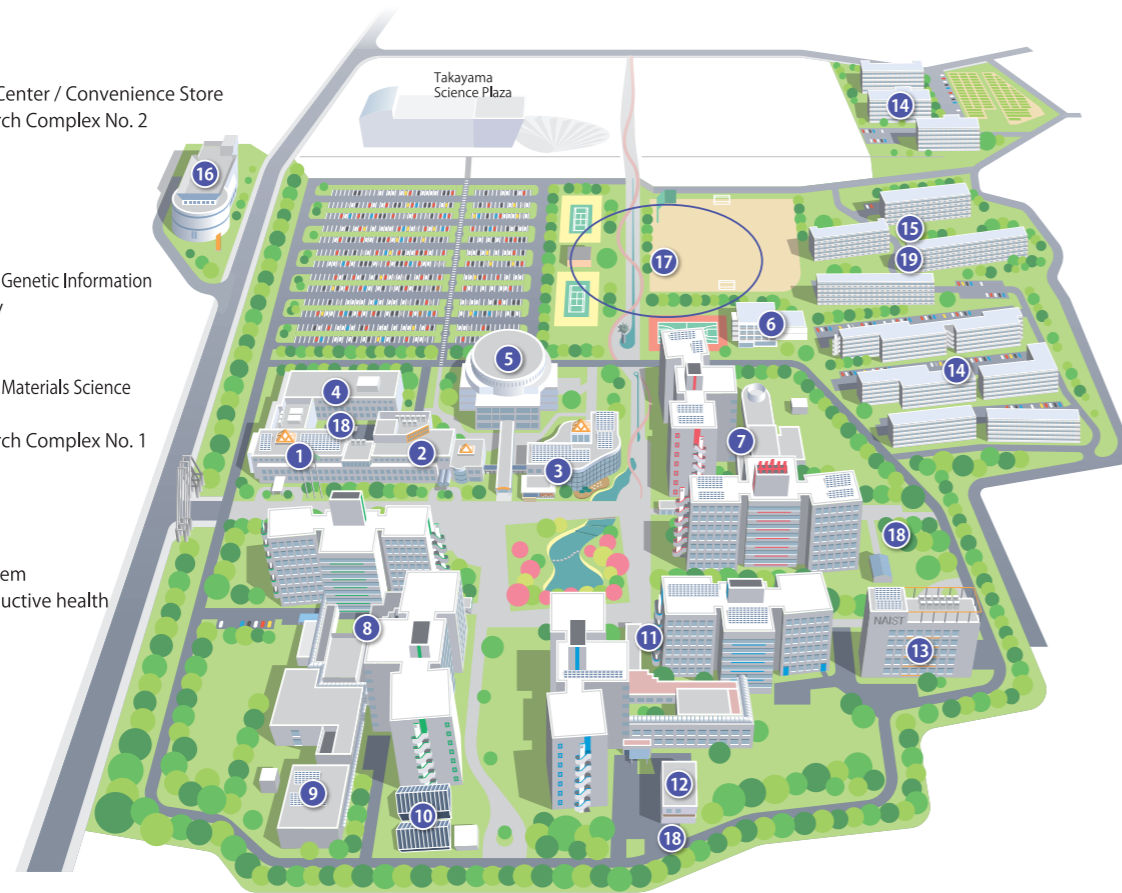 Takayama
Science Plaza
Center / Convenience Store
rch Complex No. 2
14
16
15
17
19
Genetic Information
y
6
5
14
Materials Science
4
18
7
rch Complex No. 1
1
2
3
18
em
uctive health
NAIST
8
11
13
12
9
10
18